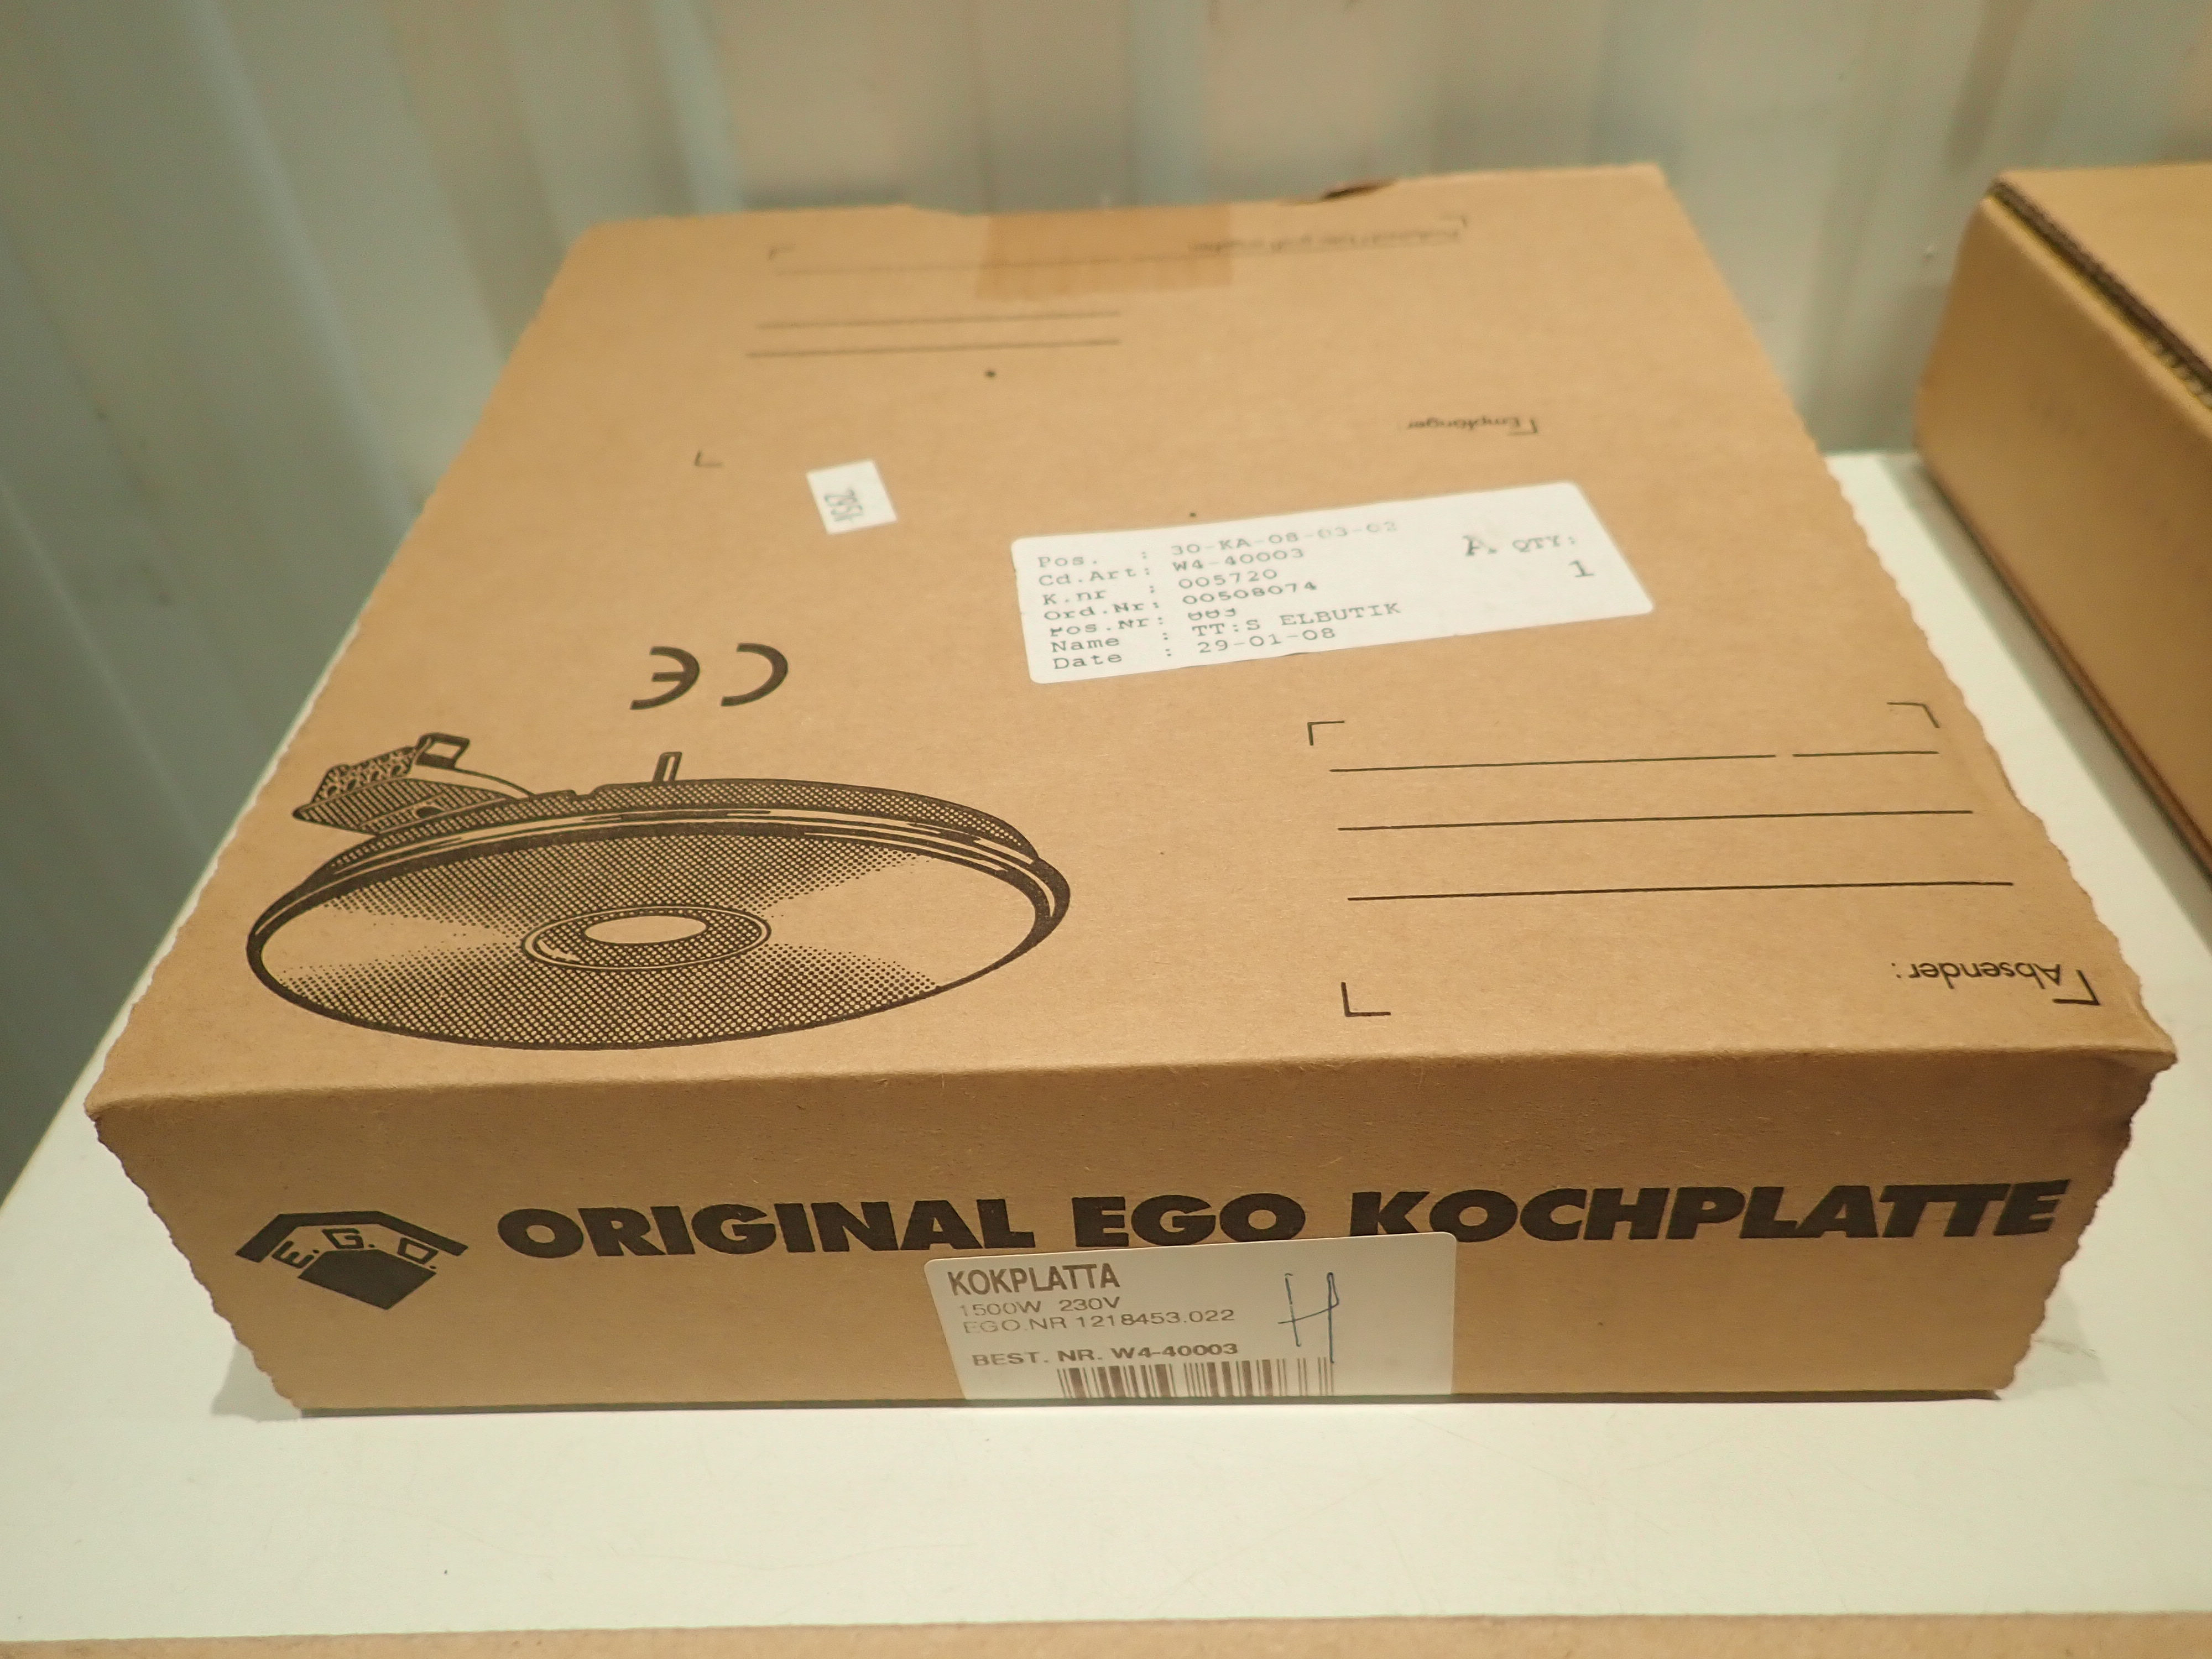 Empfänger:
Pos. : 30-KA-08-03-03
Cd.Art: W4-40003
K.nr : 005720
Ord.Nr: 00508074
Pos.Nr: 003
Name : TT:S ELBUTIK
Date : 29-01-08
A QTY:
1
CE
Absender:
E.G.O.
ORIGINAL EGO KOCHPLATTE
KOKPLATTA
1500W 230V
EGO.NR 1218453.022
BEST. NR. W4-40003
H